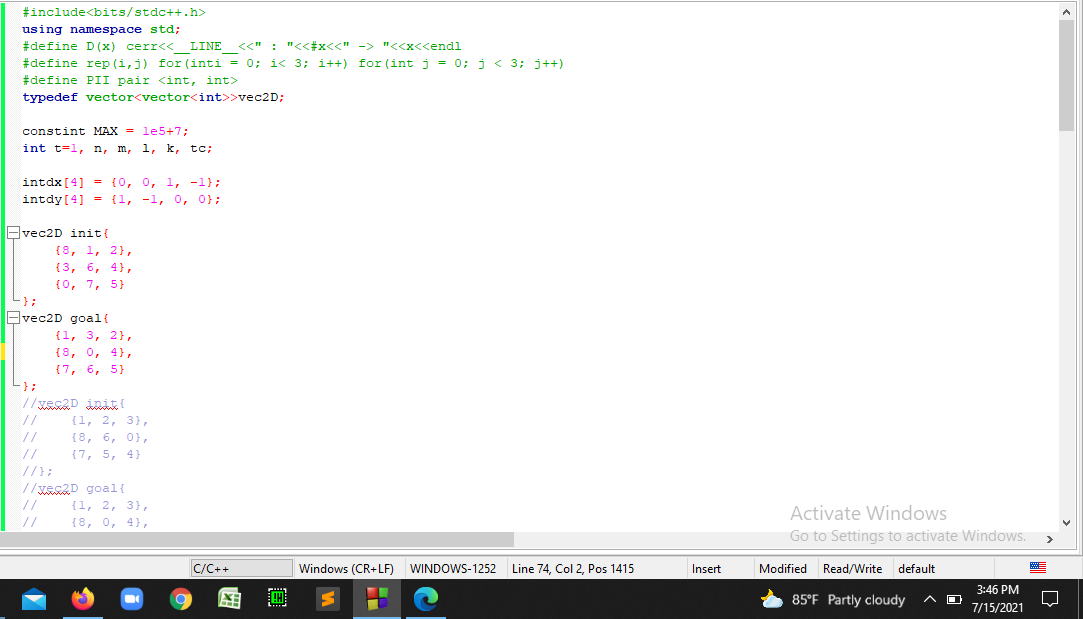 #include<bits/stdc++.h>
using namespace std;
#define D(x) cerr<<__LINE__<<" : "<<#x<<" -> "<<x<<endl
#define rep(i,j) for(inti = 0; i< 3; i++) for(int j = 0; j < 3; j++)
#define PII pair <int, int>
typedef vector<vector<int>>vec2D;
constint MAX = 1e5+7;
int t=1, n, m, l, k, tc;
intdx[4] = {0, 0, 1, -1};
intdy[4] = {1, -1, 0, 0};
vec2D init{
{8, 1, 2},
{3, 6, 4},
{0, 7, 5}
};
vec2D goal{
{1, 3, 2},
{8, 0, 4},
{7, 6, 5}
};
//vec2D init{
//    {1, 2, 3},
//    {8, 6, 0},
//    {7, 5, 4}
//};
//vec2D goal{
//    {1, 2, 3},
//    {8, 0, 4},
Activate Windows
Go to Settings to activate Windows.
C/C++ Windows (CR+LF) WINDOWS-1252 Line 74, Col 2, Pos 1415 Insert Modified Read/Write default
85°F Partly cloudy
3:46 PM
7/15/2021